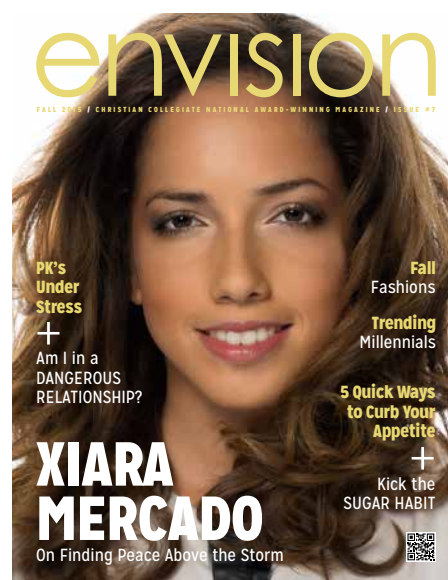 envision
FALL 2015 / CHRISTIAN COLLEGIATE NATIONAL AWARD-WINNING MAGAZINE / ISSUE #7
PK's
Under
Stress
+
Am I in a
DANGEROUS
RELATIONSHIP?
Fall
Fashions
Trending
Millennials
5 Quick Ways
to Curb Your
Appetite
+
Kick the
SUGAR HABIT
XIARA
MERCADO
On Finding Peace Above the Storm